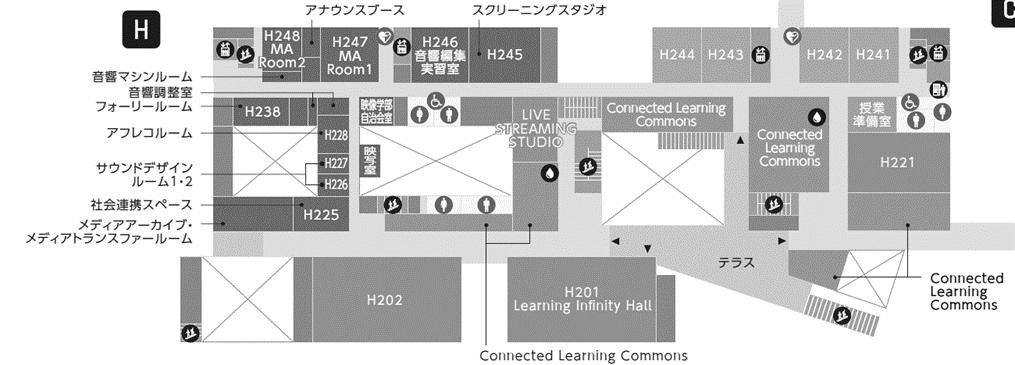 H
C
アナウンスブース
スクリーニングスタジオ
H248
MA
Room2
H247
MA
Room1
H246
音響編集
実習室
H245
H244
H243
H242
H241
音響マシンルーム
音響調整室
フォーリールーム
アフレコルーム
サウンドデザイン
ルーム1・2
社会連携スペース
メディアアーカイブ・
メディアトランスファールーム
H238
H228
H227
H226
H225
映像学部
自治会室
映写室
LIVE
STREAMING
STUDIO
Connected Learning
Commons
Connected
Learning
Commons
授業
準備室
H221
テラス
H202
H201
Learning Infinity Hall
Connected Learning Commons
Connected
Learning
Commons